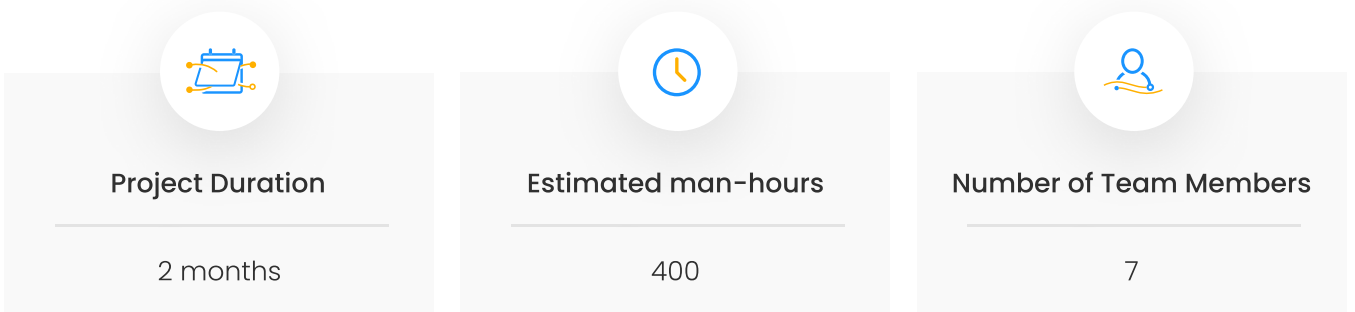 Project Duration
2 months
Estimated man-hours
400
Number of Team Members
7